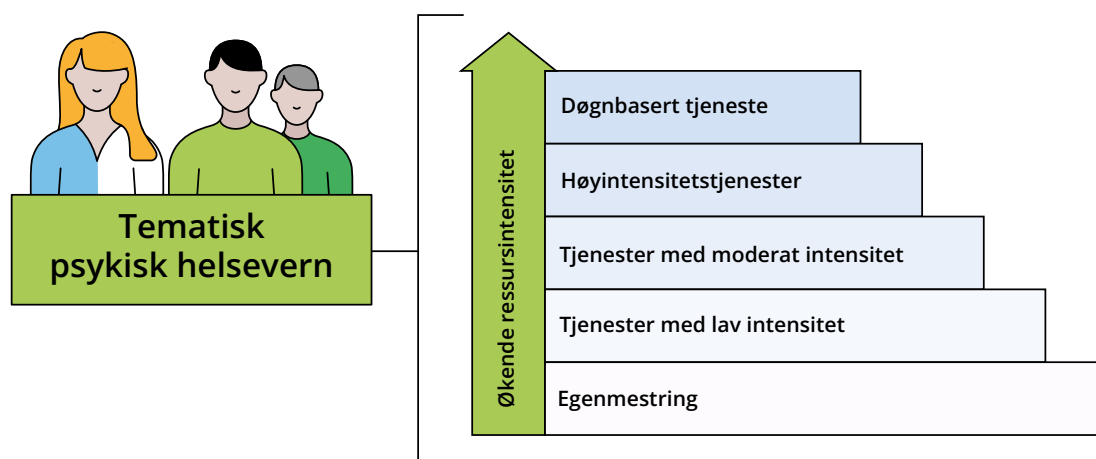 Tematisk
psykisk helsevern
Økende ressursintensitet
Døgnbasert tjeneste
Høyintensitetstjenester
Tjenester med moderat intensitet
Tjenester med lav intensitet
Egenmestring